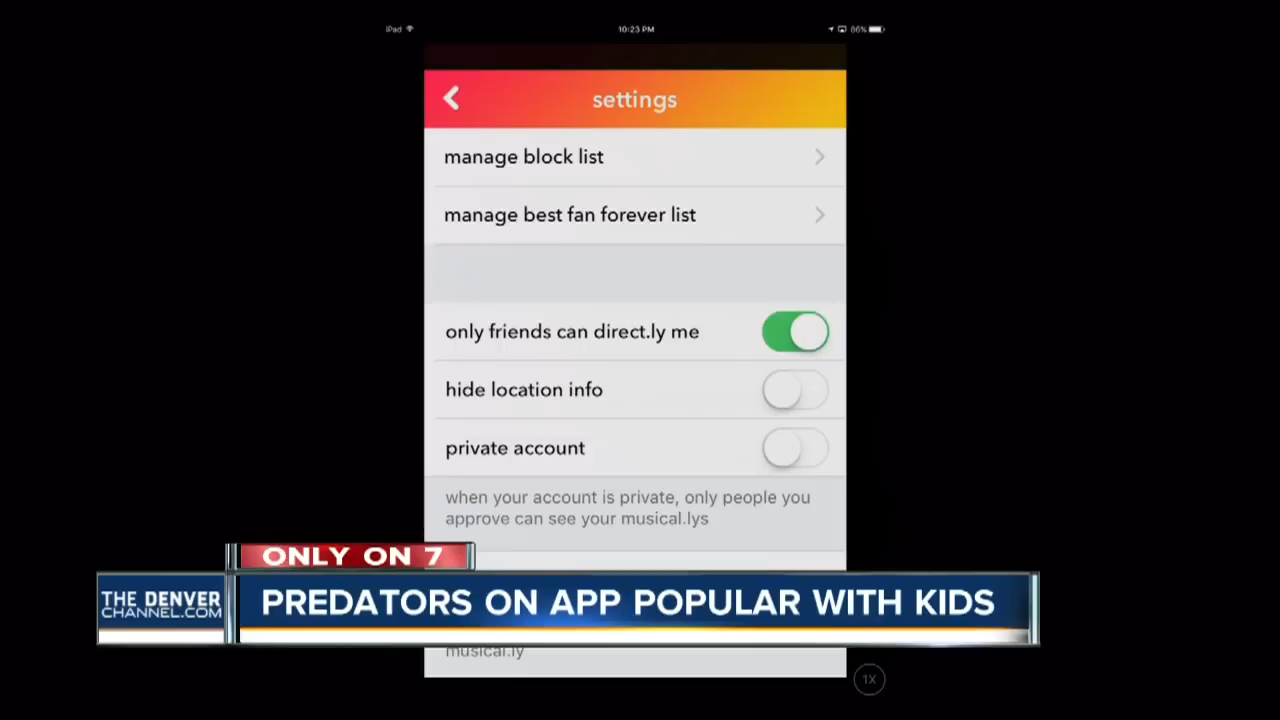 iPad
10:23 PM
86%
settings
manage block list
manage best fan forever list
only friends can direct.ly me
hide location info
private account
when your account is private, only people you
approve can see your musical.lys
ONLY ON 7
THE DENVER
CHANNEL.COM
PREDATORS ON APP POPULAR WITH KIDS
musical.ly
1X